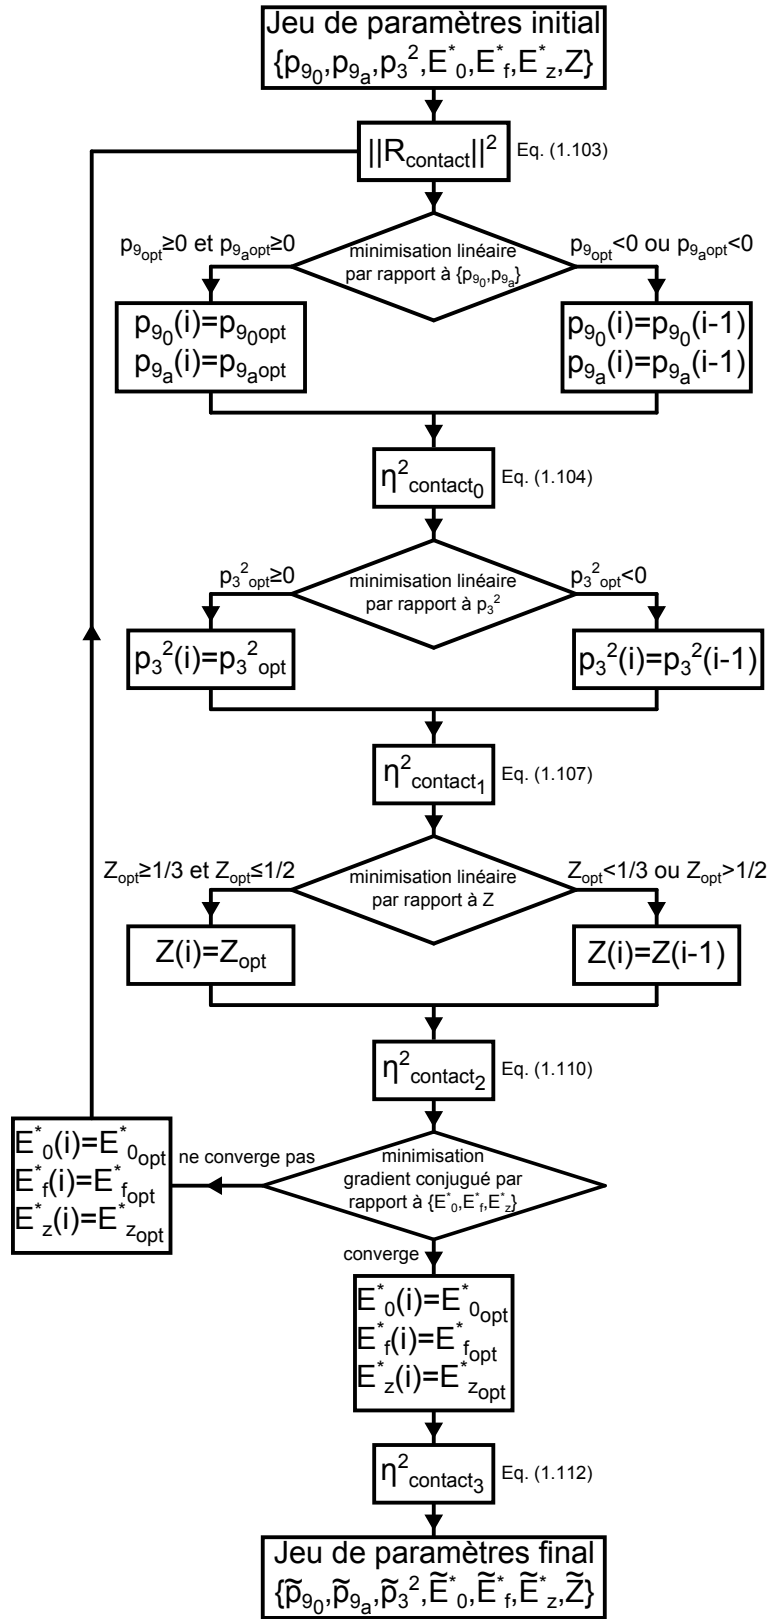 Jeu de paramètres initial
{p₉₀,p₉ₐ,p₃²,E*₀,E*f,E*z,Z}
||Rcontact||² Eq. (1.103)
p₉opt≥0 et p₉ₐopt≥0
minimisation linéaire
par rapport à {p₉₀,p₉ₐ}
p₉opt<0 ou p₉ₐopt<0
p₉₀(i)=p₉₀opt
p₉ₐ(i)=p₉ₐopt
p₉₀(i)=p₉₀(i-1)
p₉ₐ(i)=p₉ₐ(i-1)
η²contact₀ Eq. (1.104)
p₃²opt≥0
minimisation linéaire
par rapport à p₃²
p₃²opt<0
p₃²(i)=p₃²opt
p₃²(i)=p₃²(i-1)
η²contact₁ Eq. (1.107)
Zopt≥1/3 et Zopt≤1/2
minimisation linéaire
par rapport à Z
Zopt<1/3 ou Zopt>1/2
Z(i)=Zopt
Z(i)=Z(i-1)
η²contact₂ Eq. (1.110)
E*₀(i)=E*₀opt
E*f(i)=E*fopt
E*z(i)=E*zopt
ne converge pas
minimisation
gradient conjugué par
rapport à {E*₀,E*f,E*z}
converge
E*₀(i)=E*₀opt
E*f(i)=E*fopt
E*z(i)=E*zopt
η²contact₃ Eq. (1.112)
Jeu de paramètres final
{p̃₉₀,p̃₉ₐ,p̃₃²,Ẽ*₀,Ẽ*f,Ẽ*z,Z̃}